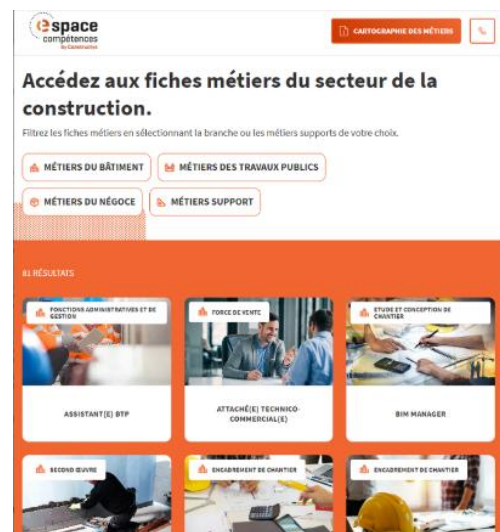 espace
compétences
By Constructys
CARTOGRAPHIE DES MÉTIERS
Accédez aux fiches métiers du secteur de la
construction.
Filtrez les fiches métiers en sélectionnant la branche ou les métiers supports de votre choix.
MÉTIERS DU BÂTIMENT
MÉTIERS DES TRAVAUX PUBLICS
MÉTIERS DU NÉGOCE
MÉTIERS SUPPORT
81 RÉSULTATS
FONCTIONS ADMINISTRATIVES ET DE
GESTION
FORCE DE VENTE
ETUDE ET CONCEPTION DE
CHANTIER
ASSISTANT(E) BTP
ATTACHÉ(E) TECHNICO-
COMMERCIAL(E)
BIM MANAGER
SECOND ŒUVRE
ENCADREMENT DE CHANTIER
ENCADREMENT DE CHANTIER